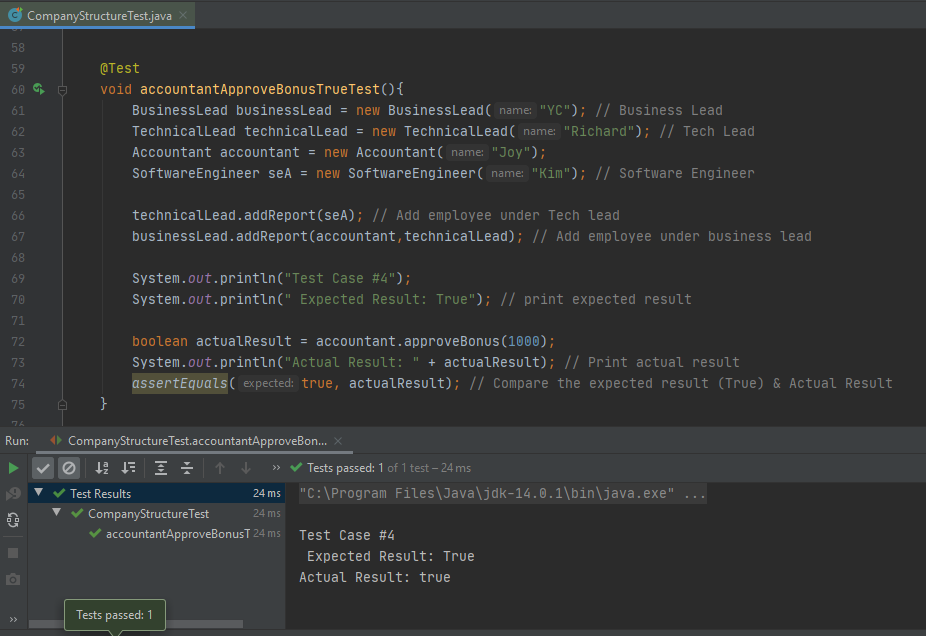 CompanyStructureTest.java
58
59 @Test
60 void accountantApproveBonusTrueTest(){
61 BusinessLead businessLead = new BusinessLead( name: "YC"); // Business Lead
62 TechnicalLead technicalLead = new TechnicalLead( name: "Richard"); // Tech Lead
63 Accountant accountant = new Accountant( name: "Joy");
64 SoftwareEngineer seA = new SoftwareEngineer( name: "Kim"); // Software Engineer
65
66 technicalLead.addReport(seA); // Add employee under Tech lead
67 businessLead.addReport(accountant,technicalLead); // Add employee under business lead
68
69 System.out.println("Test Case #4");
70 System.out.println(" Expected Result: True"); // print expected result
71
72 boolean actualResult = accountant.approveBonus(1000);
73 System.out.println("Actual Result: " + actualResult); // Print actual result
74 assertEquals( expected: true, actualResult); // Compare the expected result (True) & Actual Result
75 }
Run: CompanyStructureTest.accountantApproveBon...
Tests passed: 1 of 1 test – 24 ms
Test Results 24 ms
CompanyStructureTest 24 ms
accountantApproveBonusT 24 ms
"C:\Program Files\Java\jdk-14.0.1\bin\java.exe" ...
Test Case #4
Expected Result: True
Actual Result: true
Tests passed: 1